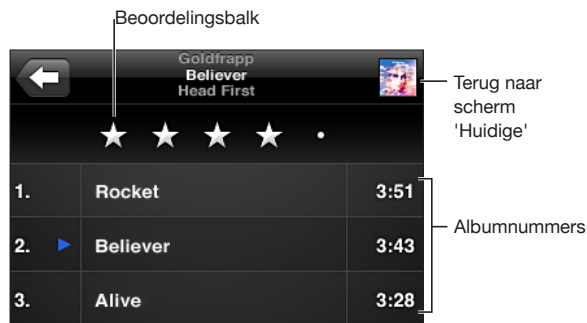 Beoordelingsbalk
Goldfrapp
Believer
Head First
Terug naar
scherm
'Huidige'
1. Rocket 3:51
2. Believer 3:43
Albumnummers
3. Alive 3:28